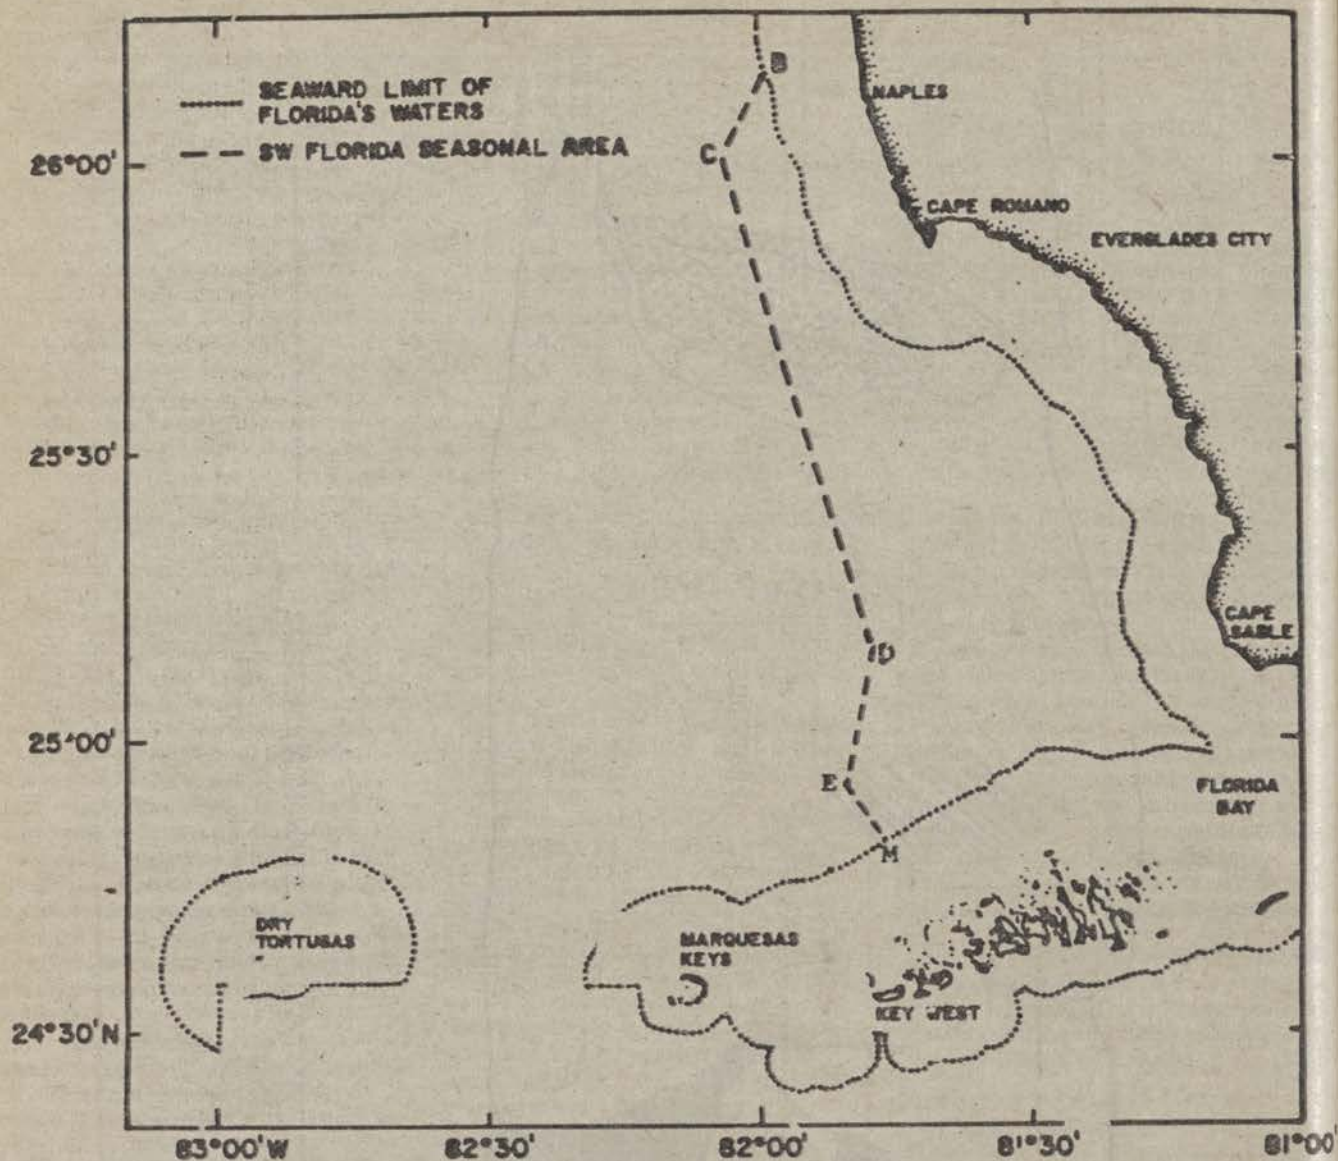 SEAWARD LIMIT OF
FLORIDA'S WATERS
SW FLORIDA SEASONAL AREA
B
NAPLES
C
26°00'
CAPE ROMANO
EVERGLADES CITY
25°30'
CAPE
SABLE
D
25°00'
E
FLORIDA
BAY
M
DRY
TORTUGAS
MARQUESAS
KEYS
KEY WEST
24°30'N
83°00'W
82°30'
82°00'
81°30'
81°00'